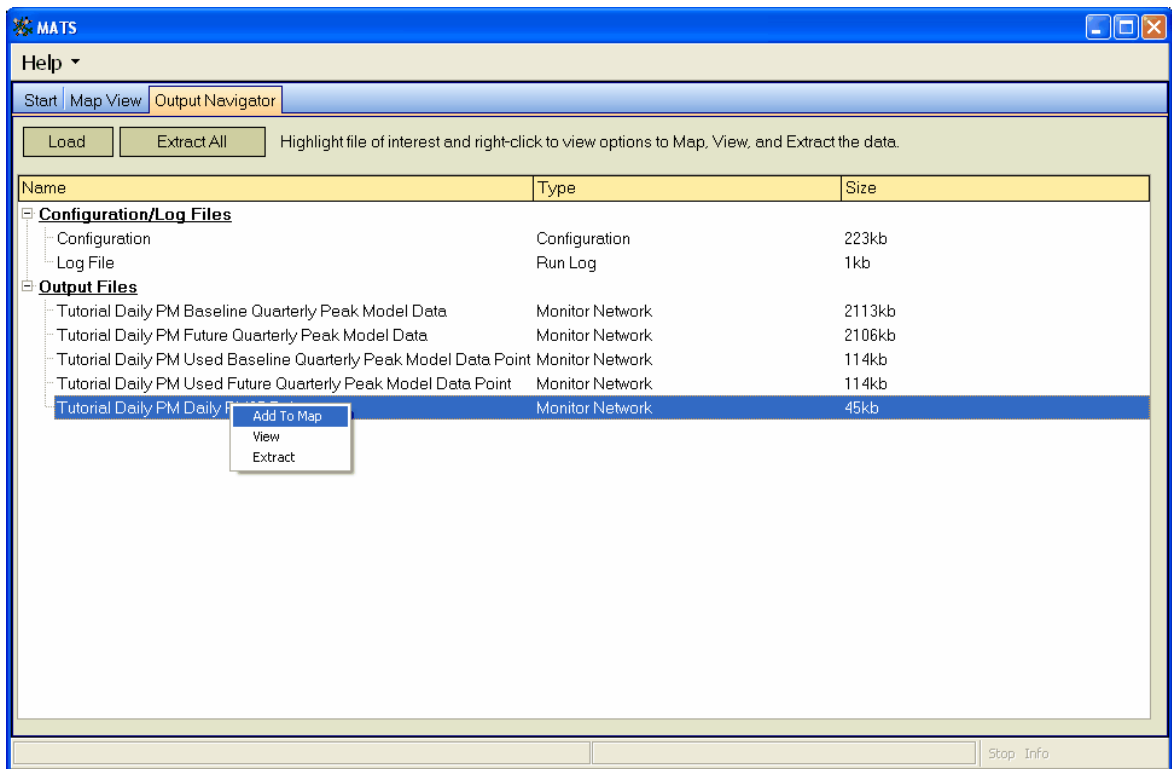 MATS
Help
Start Map View Output Navigator
Load Extract All Highlight file of interest and right-click to view options to Map, View, and Extract the data.
Name Type Size
Configuration/Log Files
Configuration Configuration 223kb
Log File Run Log 1kb
Output Files
Tutorial Daily PM Baseline Quarterly Peak Model Data Monitor Network 2113kb
Tutorial Daily PM Future Quarterly Peak Model Data Monitor Network 2106kb
Tutorial Daily PM Used Baseline Quarterly Peak Model Data Point Monitor Network 114kb
Tutorial Daily PM Used Future Quarterly Peak Model Data Point Monitor Network 114kb
Tutorial Daily PM Daily Monitor Network 45kb
Add To Map
View
Extract
Stop Info